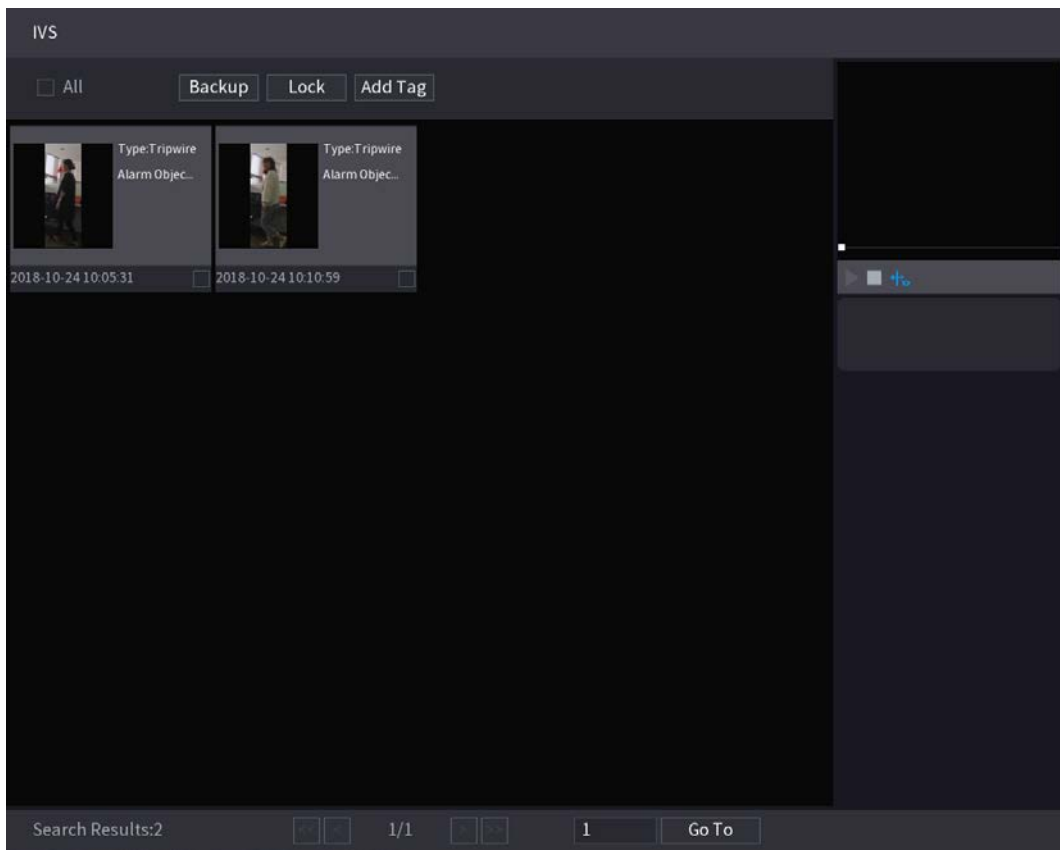 IVS
All
Backup
Lock
Add Tag
Type:Tripwire
Alarm Objec...
2018-10-24 10:05:31
Type:Tripwire
Alarm Objec...
2018-10-24 10:10:59
Search Results:2
<<
<
1/1
>
>>
1
Go To